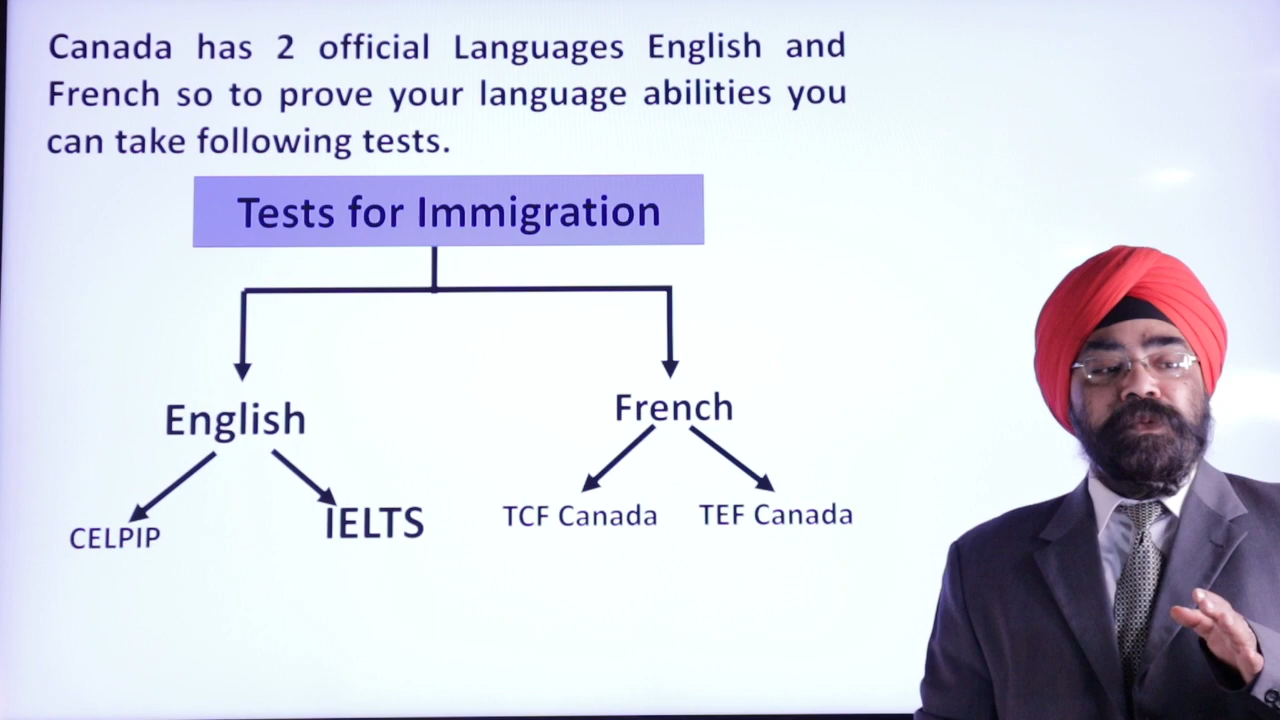 Canada has 2 official Languages English and
French so to prove your language abilities you
can take following tests.
Tests for Immigration
English
French
CELPIP
IELTS
TCF Canada
TEF Canada